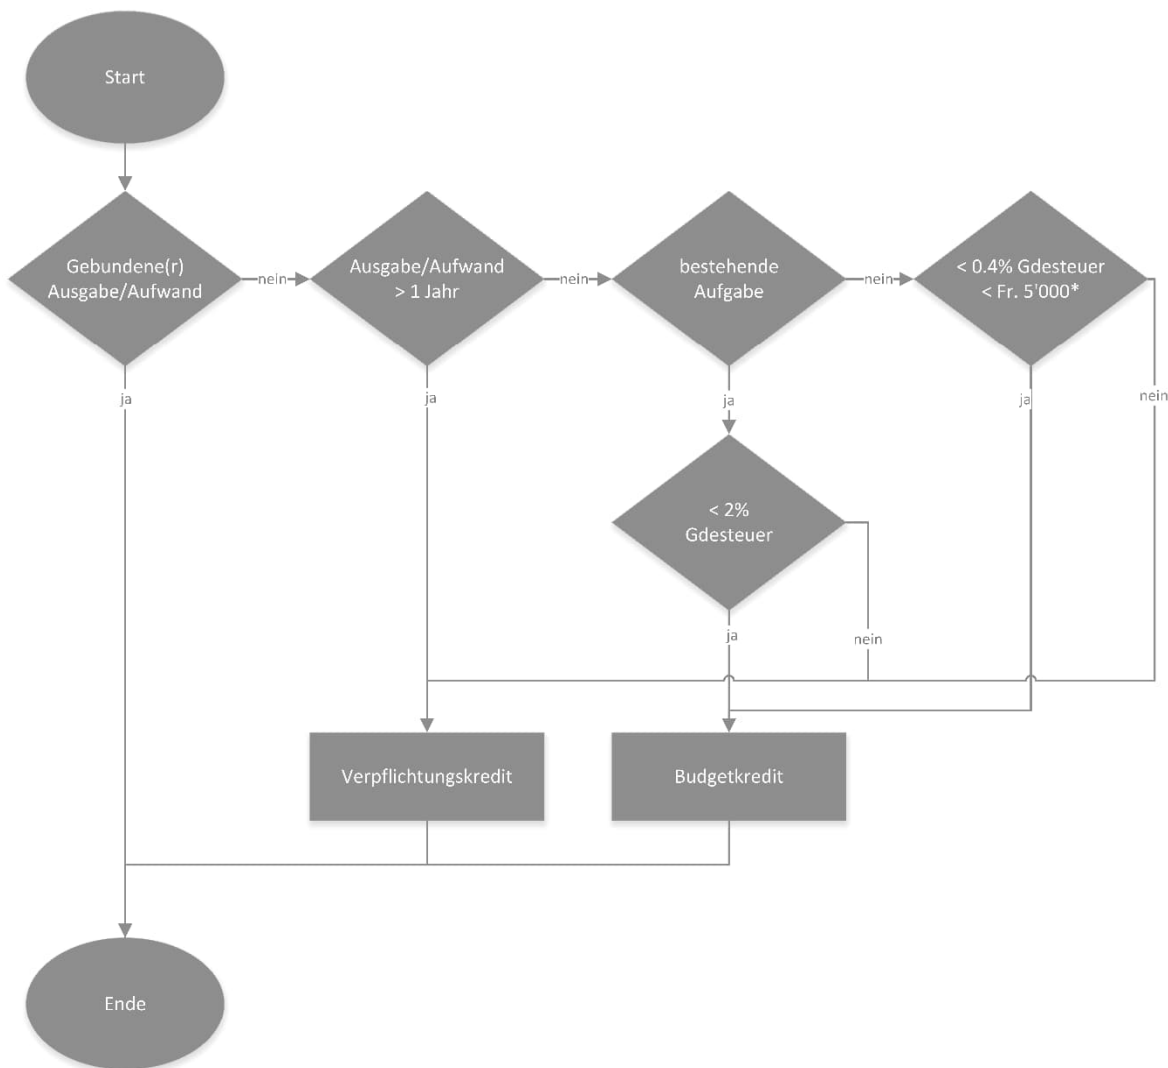 Start
Gebundene(r)
Ausgabe/Aufwand
nein
Ausgabe/Aufwand
> 1 Jahr
nein
bestehende
Aufgabe
nein
< 0.4% Gdesteuer
< Fr. 5'000*
ja
ja
ja
ja
nein
< 2%
Gdesteuer
ja
nein
Verpflichtungskredit
Budgetkredit
Ende